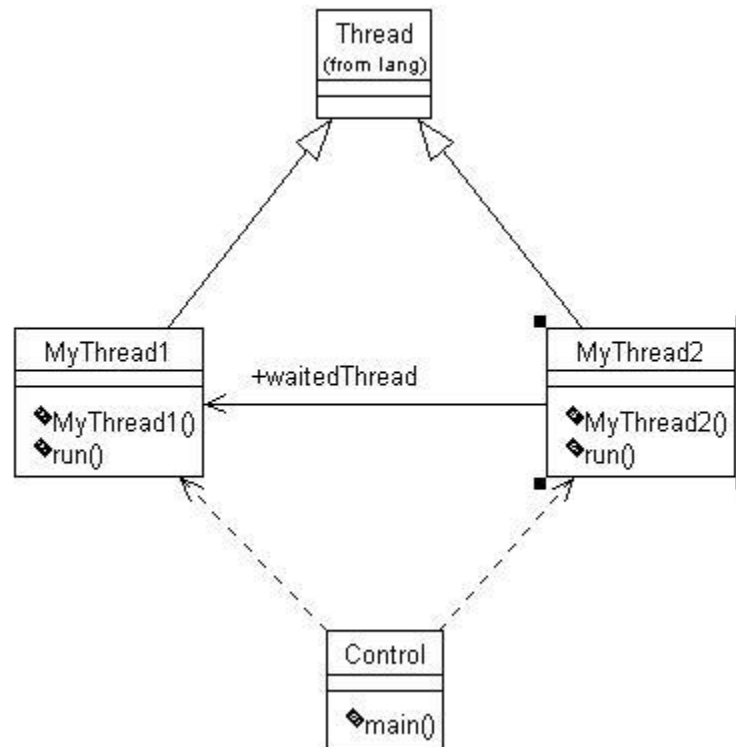 Thread
(from lang)
MyThread1
MyThread2
+waitedThread
MyThread1()
run()
MyThread2()
run()
Control
main()